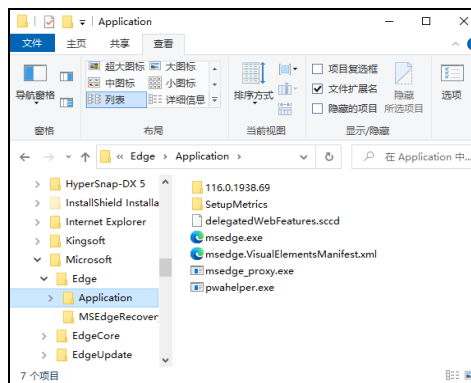 Application
文件 主页 共享 查看
导航窗格
超大图标 大图标
中图标 小图标
列表 详细信息
排序方式
项目复选框
文件扩展名
隐藏的项目
隐藏
所选项目
选项
窗格 布局 当前视图 显示/隐藏
« Edge › Application › 在 Application 中...
HyperSnap-DX 5
InstallShield Installa
Internet Explorer
Kingsoft
Microsoft
Edge
Application
MSEdgeRecovery
EdgeCore
EdgeUpdate
116.0.1938.69
SetupMetrics
delegatedWebFeatures.sccd
msedge.exe
msedge.VisualElementsManifest.xml
msedge_proxy.exe
pwahelper.exe
7 个项目